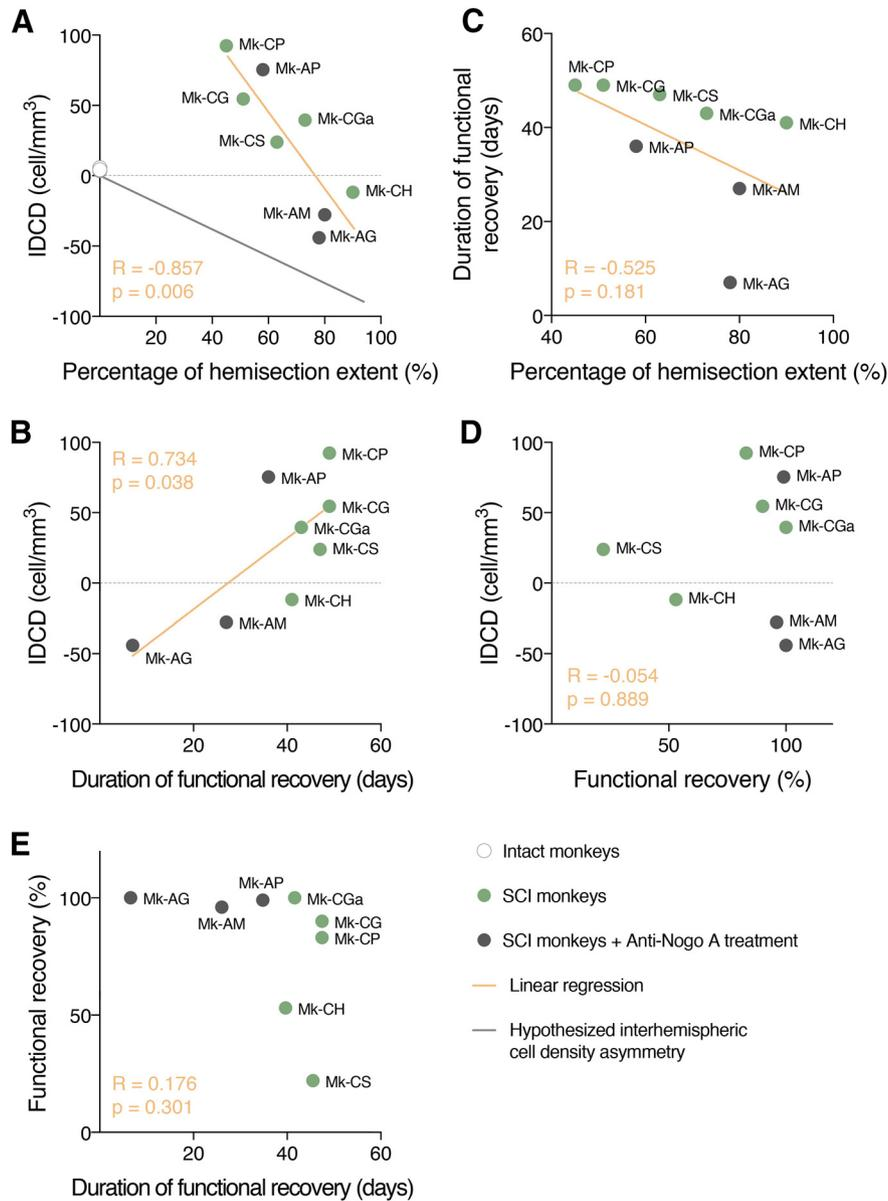 A
100
50
0
-50
-100
IDCD (cell/mm³)
Mk-CP
Mk-AP
Mk-CG
Mk-CGa
Mk-CS
Mk-CH
Mk-AM
Mk-AG
R = -0.857
p = 0.006
20 40 60 80 100
Percentage of hemisection extent (%)
C
60
40
20
0
Duration of functional
recovery (days)
Mk-CP
Mk-CG
Mk-CS
Mk-CGa
Mk-CH
Mk-AP
Mk-AM
Mk-AG
R = -0.525
p = 0.181
40 60 80 100
Percentage of hemisection extent (%)
B
100
50
0
-50
-100
IDCD (cell/mm³)
R = 0.734
p = 0.038
Mk-CP
Mk-AP
Mk-CG
Mk-CGa
Mk-CS
Mk-CH
Mk-AM
Mk-AG
20 40 60
Duration of functional recovery (days)
D
100
50
0
-50
-100
IDCD (cell/mm³)
Mk-CP
Mk-AP
Mk-CG
Mk-CGa
Mk-CS
Mk-CH
Mk-AM
Mk-AG
R = -0.054
p = 0.889
50 100
Functional recovery (%)
E
100
50
0
Functional recovery (%)
Mk-AP
Mk-AG
Mk-CGa
Mk-AM
Mk-CG
Mk-CP
Mk-CH
Mk-CS
R = 0.176
p = 0.301
20 40 60
Duration of functional recovery (days)
Intact monkeys
SCI monkeys
SCI monkeys + Anti-Nogo A treatment
Linear regression
Hypothesized interhemispheric
cell density asymmetry